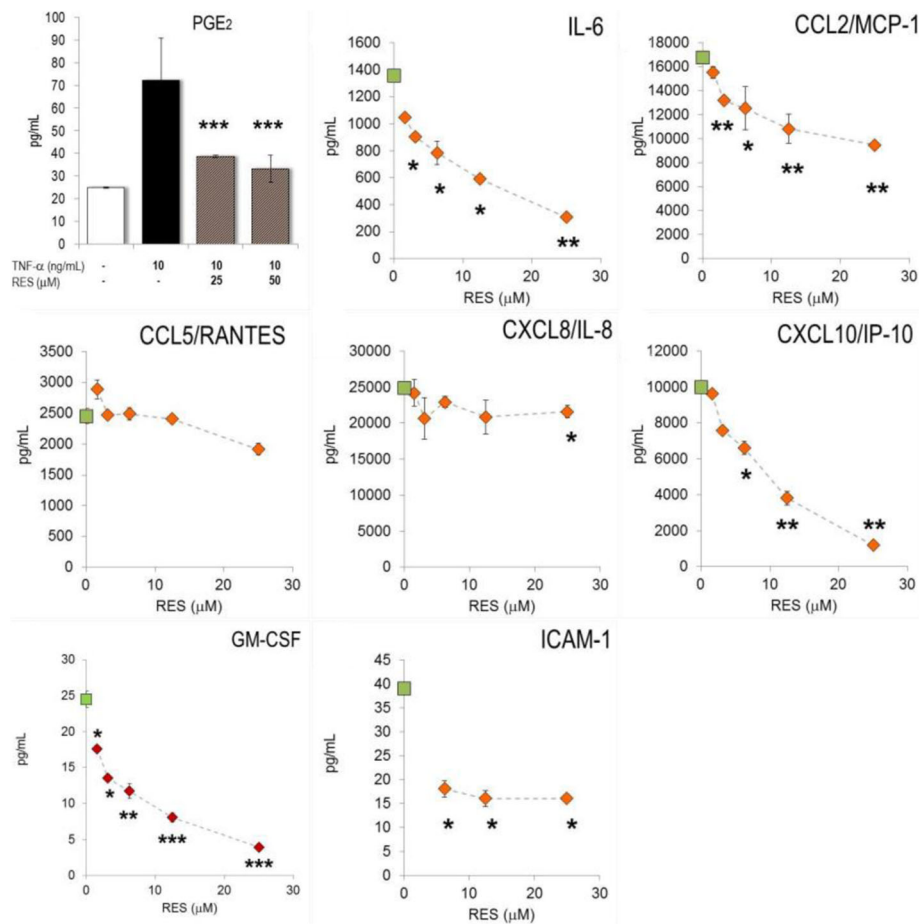 PGE2
pg/mL
100
90
80
70
60
50
40
30
20
10
0
*** ***
TNF-α (ng/mL) - 10 10 10
RES (μM) - - 25 50
IL-6
pg/mL
1600
1400
1200
1000
800
600
400
200
0
* * * **
0 10 20 30
RES (μM)
CCL2/MCP-1
pg/mL
18000
16000
14000
12000
10000
8000
6000
4000
2000
0
** * ** **
0 10 20 30
RES (μM)
CCL5/RANTES
pg/mL
3500
3000
2500
2000
1500
1000
500
0
0 10 20 30
RES (μM)
CXCL8/IL-8
pg/mL
30000
25000
20000
15000
10000
5000
0
*
0 10 20 30
RES (μM)
CXCL10/IP-10
pg/mL
12000
10000
8000
6000
4000
2000
0
* ** **
0 10 20 30
RES (μM)
GM-CSF
pg/mL
30
25
20
15
10
5
0
* * ** *** ***
0 10 20 30
RES (μM)
ICAM-1
pg/mL
45
40
35
30
25
20
15
10
5
0
* * *
0 10 20 30
RES (μM)